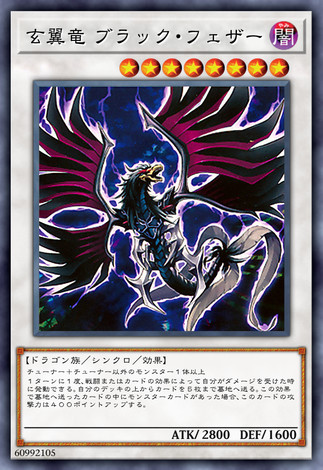 玄翼竜 ブラック・フェザー
闇
やみ
【ドラゴン族／シンクロ／効果】
チューナー＋チューナー以外のモンスター１体以上
１ターンに１度、戦闘またはカードの効果によって自分がダメージを受けた時
に発動できる。自分のデッキの上からカードを５枚まで墓地へ送る。この効果
で墓地へ送ったカードの中にモンスターカードがあった場合、このカードの攻
撃力は４００ポイントアップする。
ATK/ 2800 DEF/1600
60992105